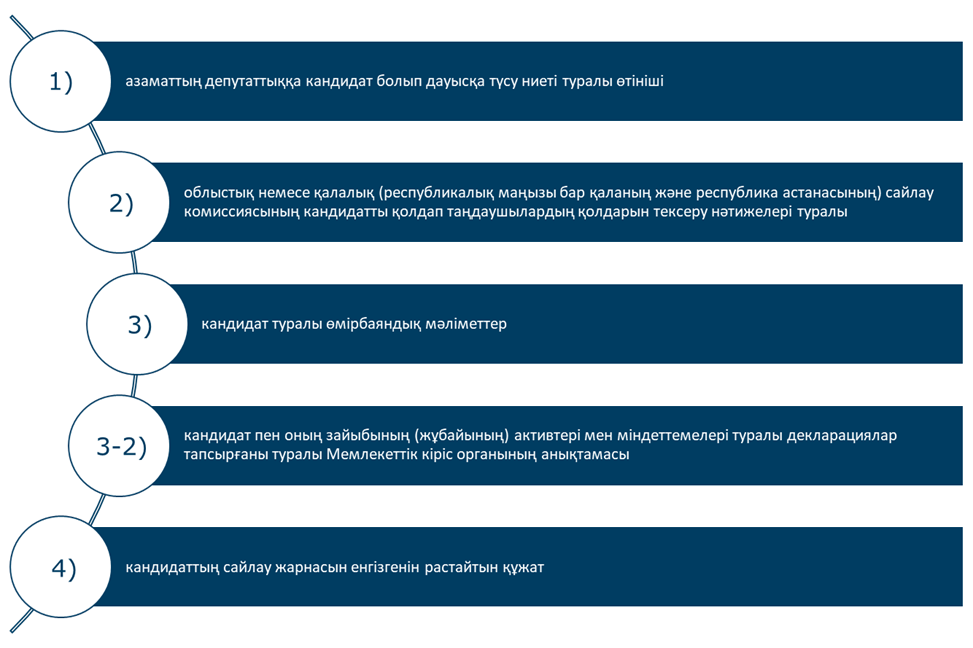 1)
азаматтың депутаттыққа кандидат болып дауысқа түсу ниеті туралы өтініші
2)
облыстық немесе қалалық (республикалық маңызы бар қаланың және республика астанасының) сайлау
комиссиясының кандидатты қолдап таңдаушылардың қолдарын тексеру нәтижелері туралы
3)
кандидат туралы өмірбаяндық мәліметтер
3-2)
кандидат пен оның зайыбының (жұбайының) активтері мен міндеттемелері туралы декларациялар
тапсырғаны туралы Мемлекеттік кіріс органының анықтамасы
4)
кандидаттың сайлау жарнасын енгізгенін растайтын құжат